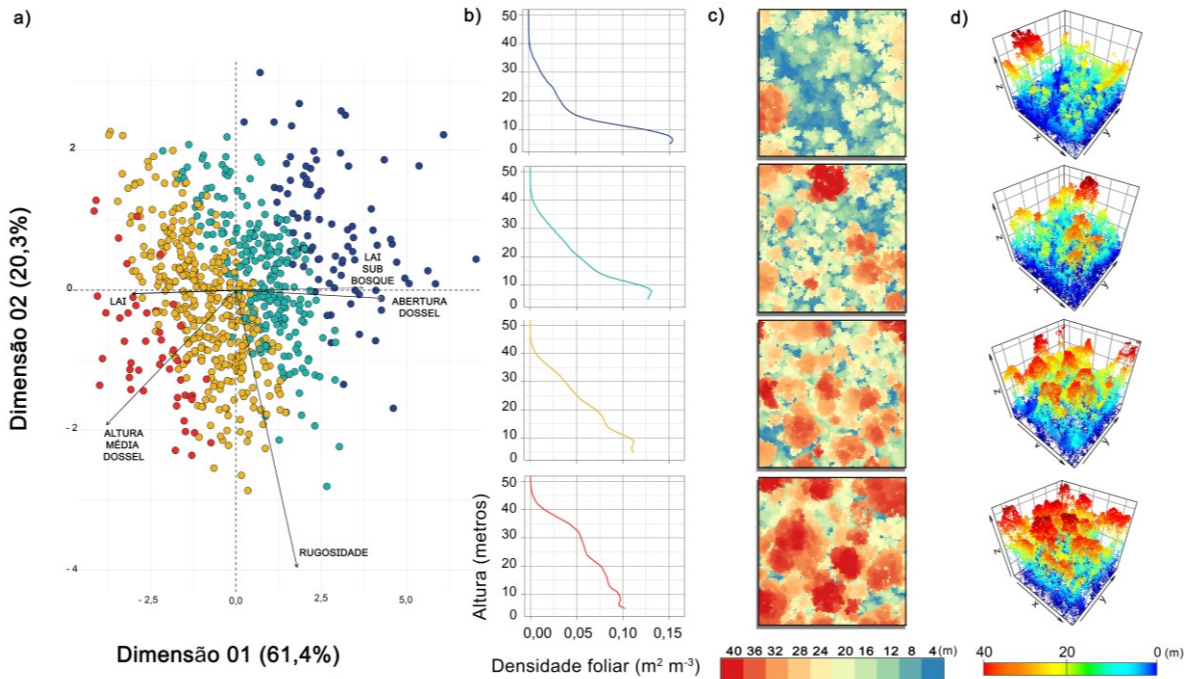 a)
Dimensão 02 (20,3%)
2
0
-2
-4
-2,5
0,0
2,5
5,0
Dimensão 01 (61,4%)
LAI
SUB
BOSQUE
ABERTURA
DOSSEL
LAI
ALTURA
MÉDIA
DOSSEL
RUGOSIDADE
b)
50
40
30
20
10
0
50
40
30
20
10
0
50
40
30
20
10
0
50
40
30
20
10
0
Altura (metros)
0,00 0,05 0,10 0,15
Densidade foliar (m² m⁻³)
c)
40 36 32 28 24 20 16 12 8 4 (m)
d)
z x y
z x y
z x y
z x y
40 20 0 (m)